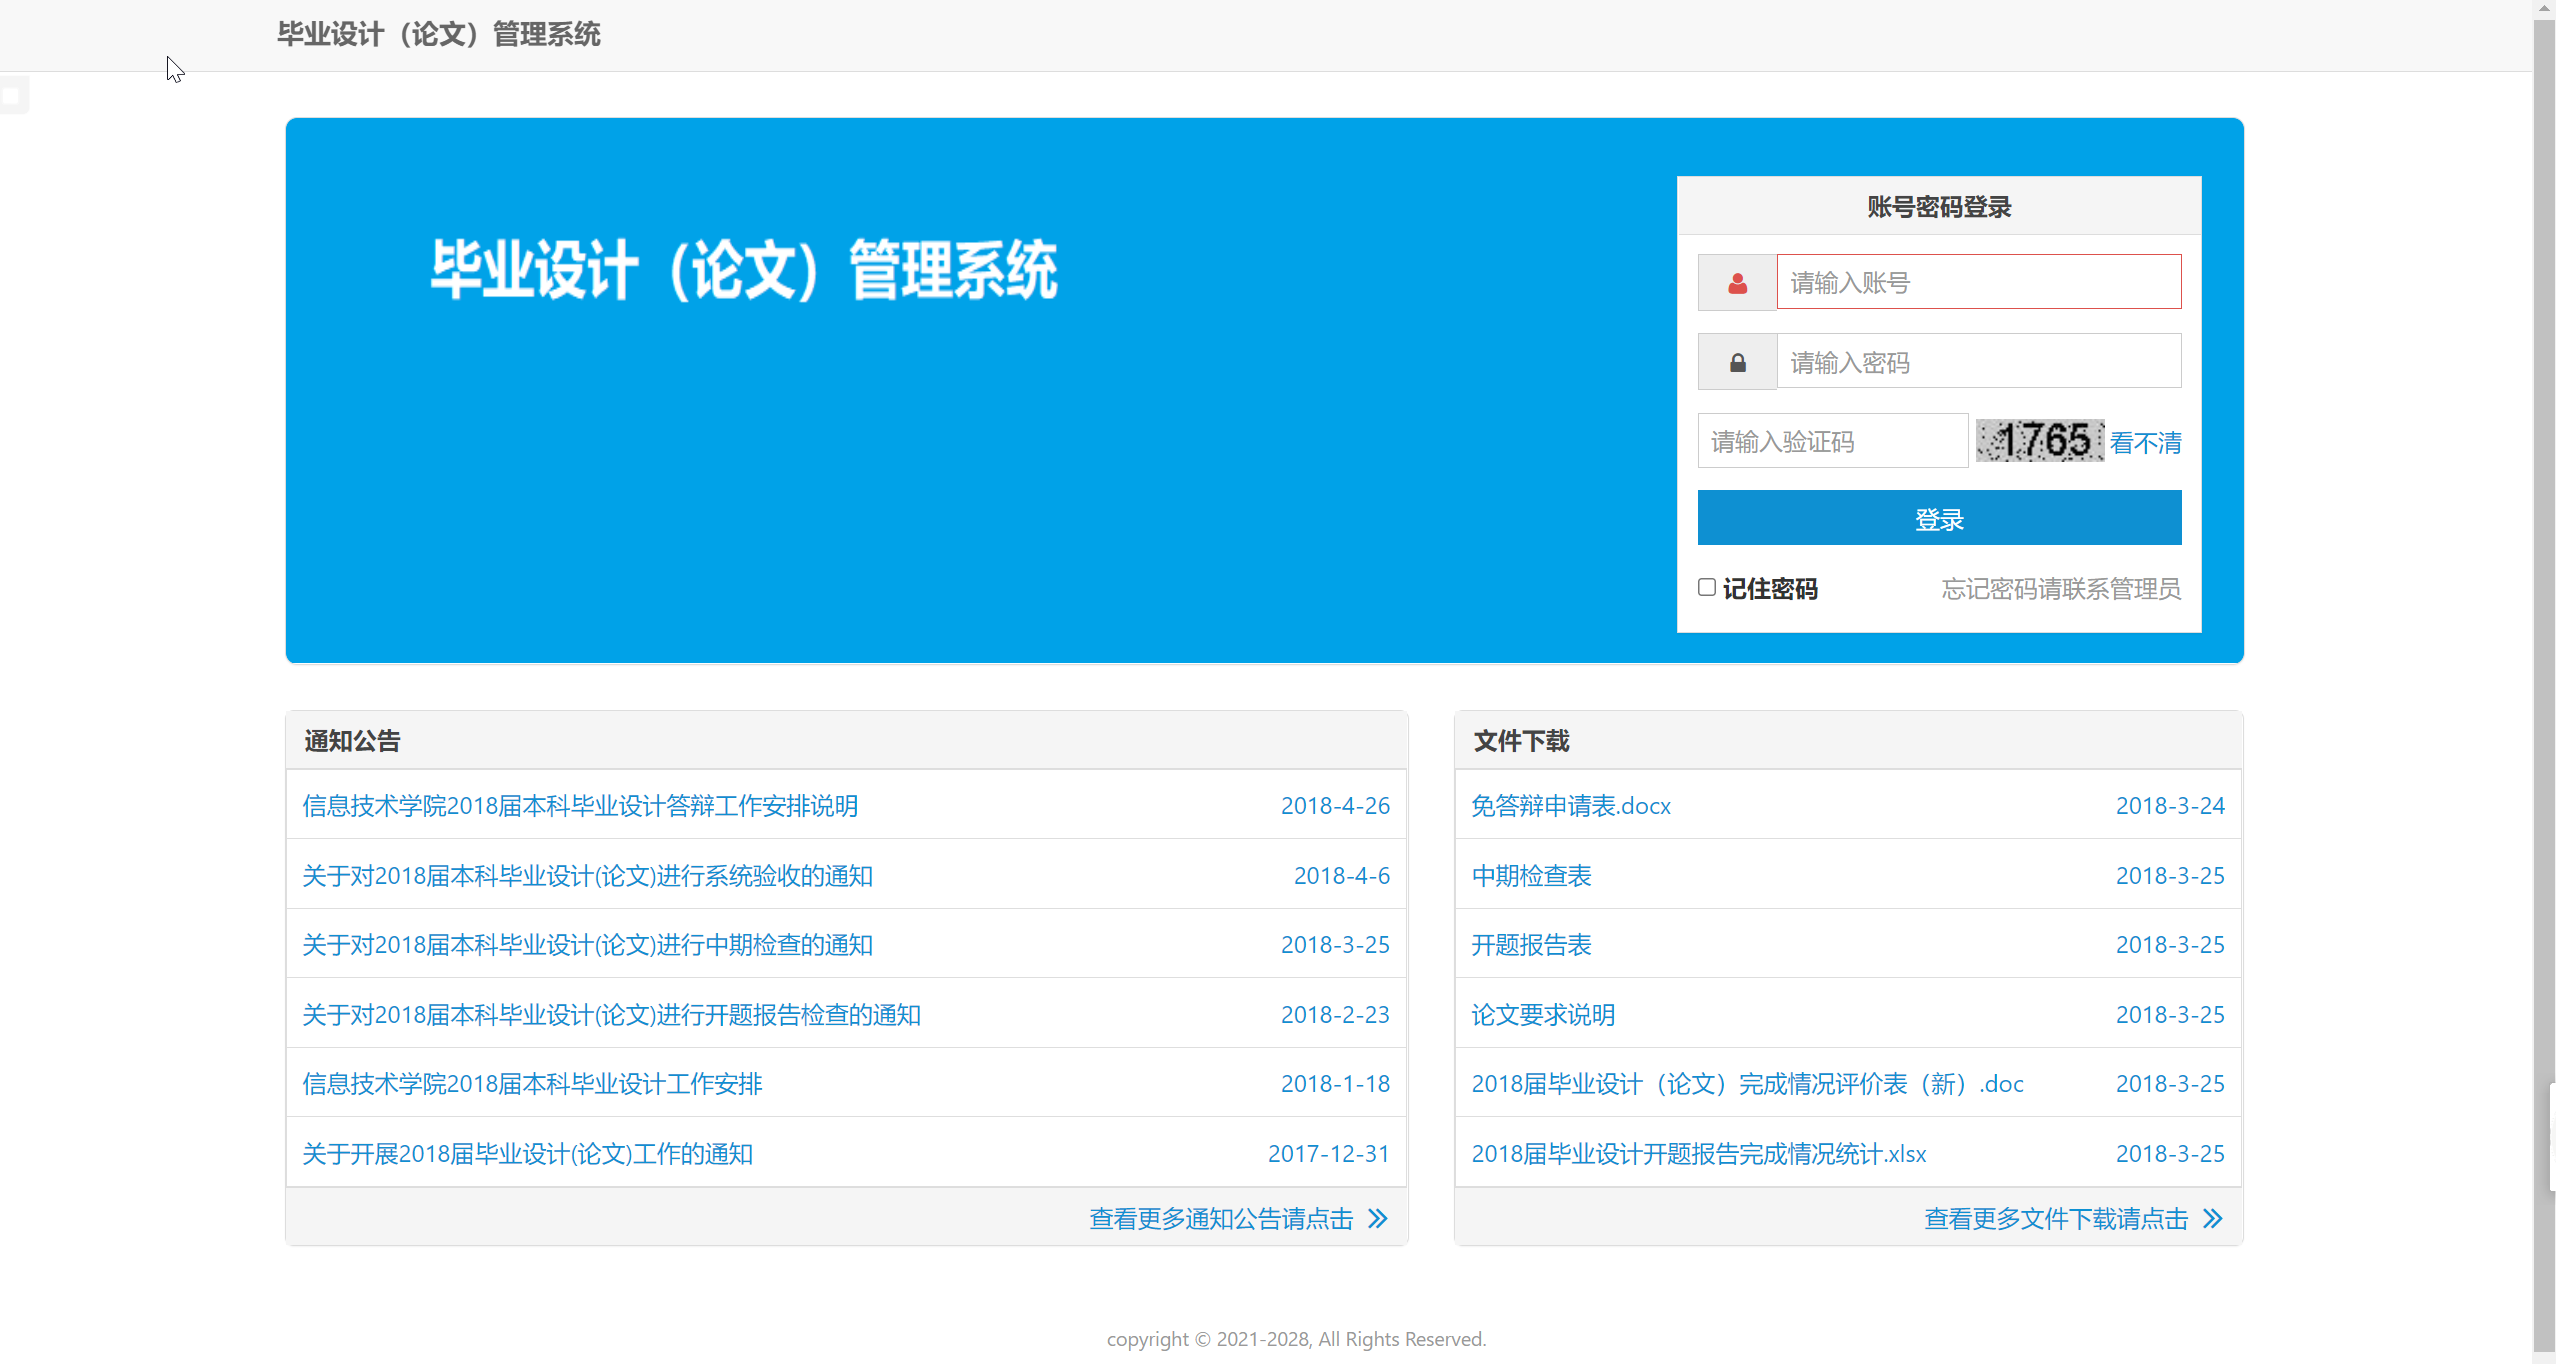 毕业设计（论文）管理系统
毕业设计（论文）管理系统
账号密码登录
请输入账号
请输入密码
请输入验证码 1765 看不清
登录
记住密码 忘记密码请联系管理员
通知公告
信息技术学院2018届本科毕业设计答辩工作安排说明 2018-4-26
关于对2018届本科毕业设计(论文)进行系统验收的通知 2018-4-6
关于对2018届本科毕业设计(论文)进行中期检查的通知 2018-3-25
关于对2018届本科毕业设计(论文)进行开题报告检查的通知 2018-2-23
信息技术学院2018届本科毕业设计工作安排 2018-1-18
关于开展2018届毕业设计(论文)工作的通知 2017-12-31
查看更多通知公告请点击 »
文件下载
免答辩申请表.docx 2018-3-24
中期检查表 2018-3-25
开题报告表 2018-3-25
论文要求说明 2018-3-25
2018届毕业设计（论文）完成情况评价表（新）.doc 2018-3-25
2018届毕业设计开题报告完成情况统计.xlsx 2018-3-25
查看更多文件下载请点击 »
copyright © 2021-2028, All Rights Reserved.